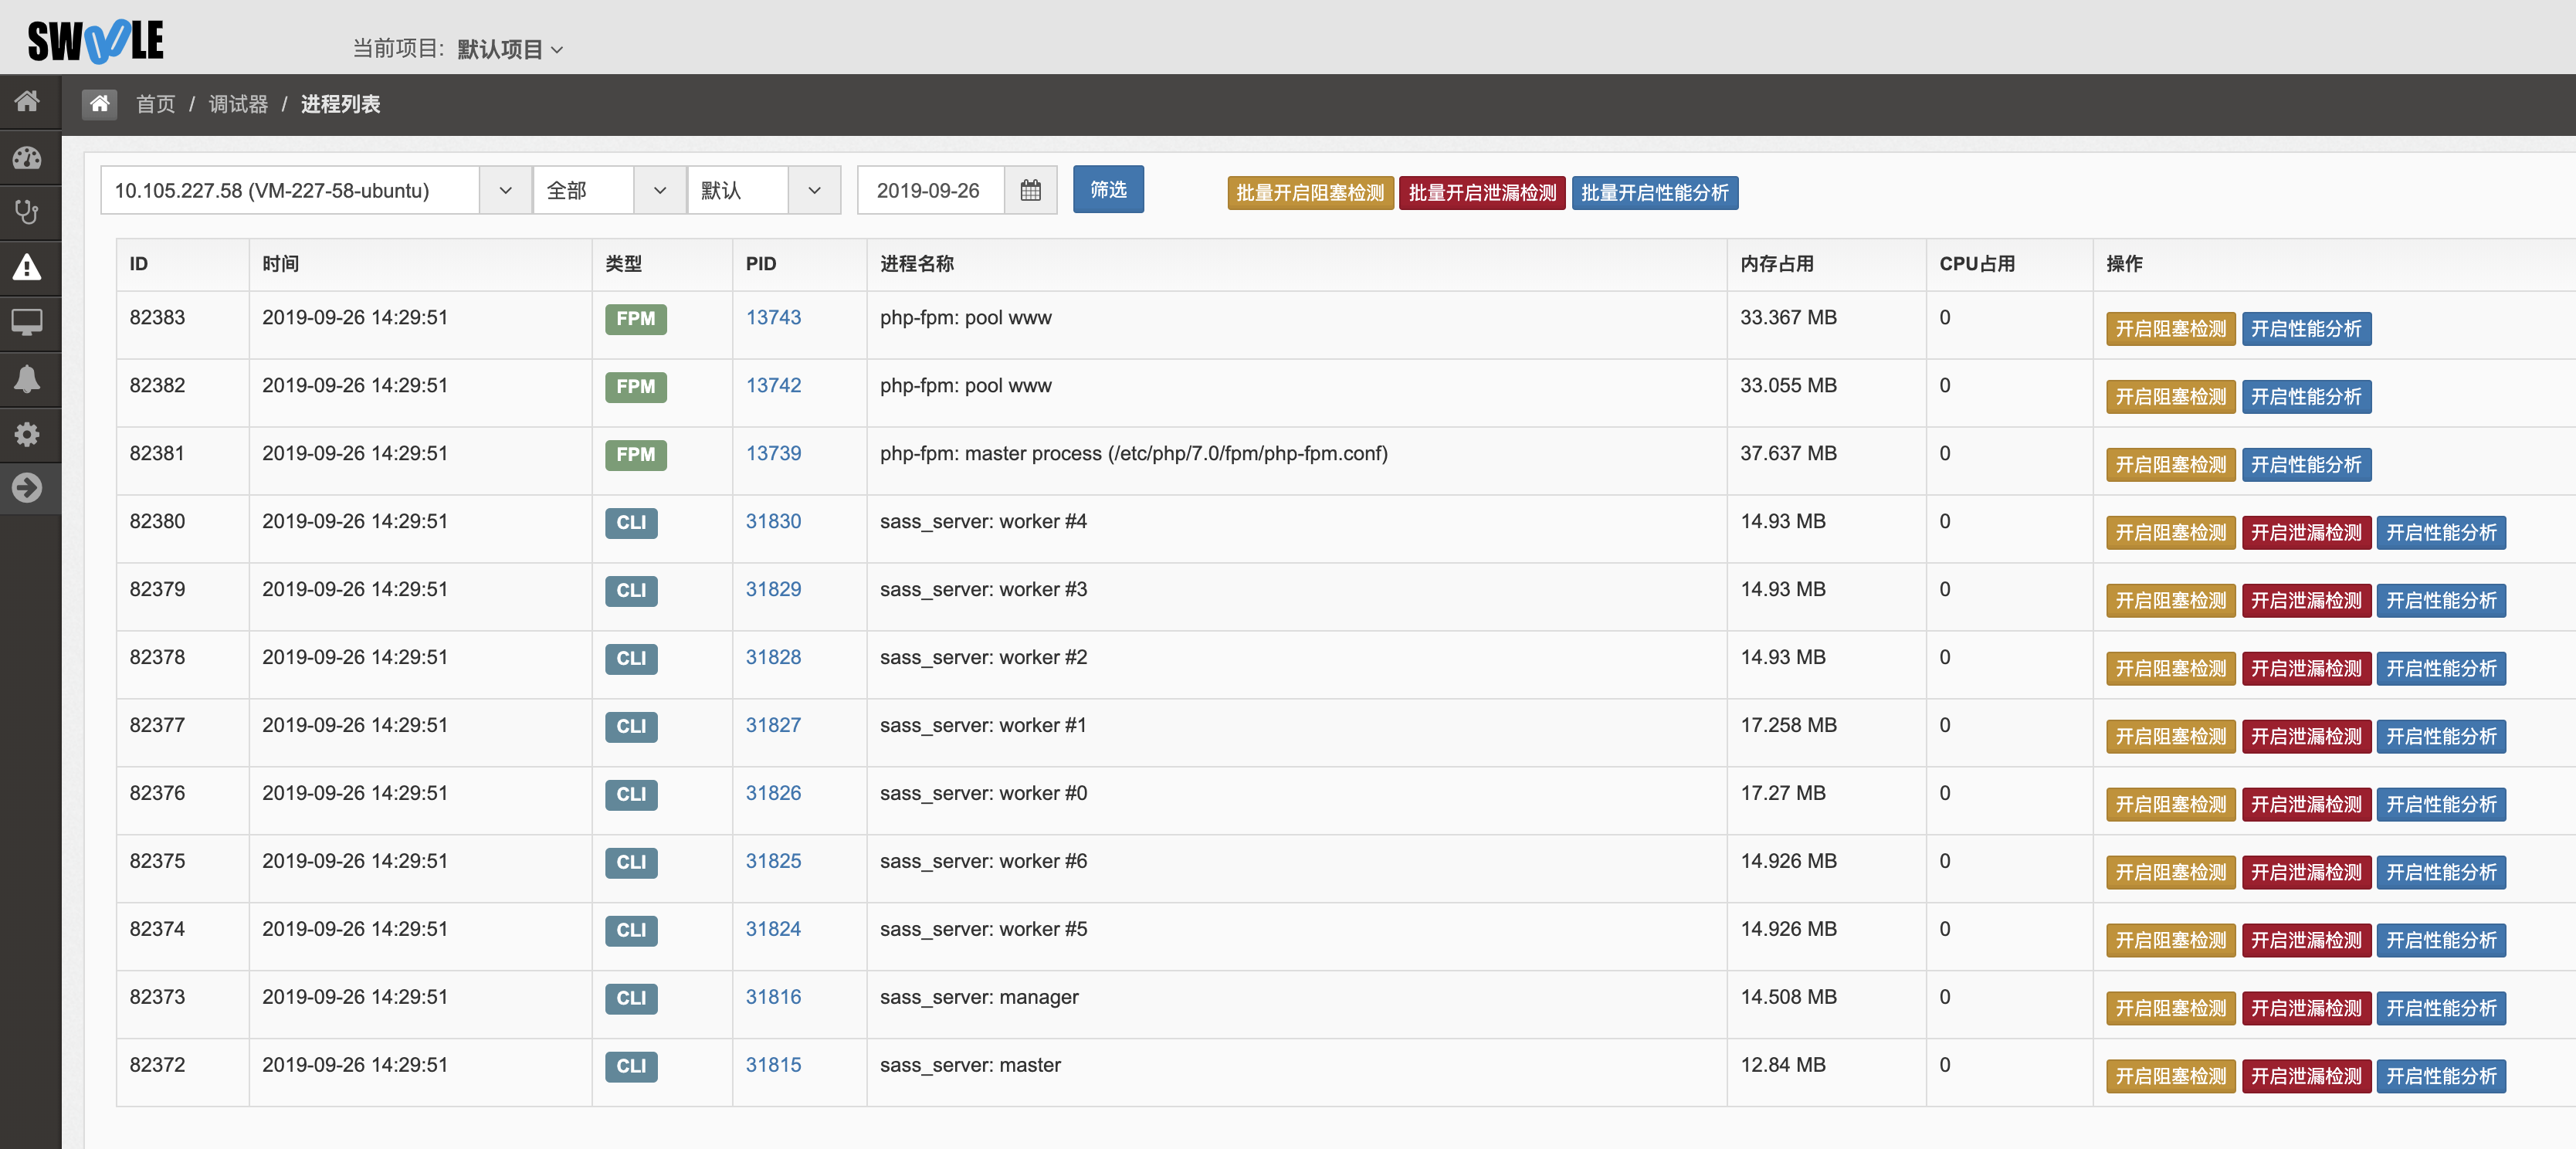 SWOOLE
当前项目: 默认项目
首页 / 调试器 / 进程列表
10.105.227.58 (VM-227-58-ubuntu) 全部 默认 2019-09-26 筛选 批量开启阻塞检测 批量开启泄漏检测 批量开启性能分析
ID 时间 类型 PID 进程名称 内存占用 CPU占用 操作
82383 2019-09-26 14:29:51 FPM 13743 php-fpm: pool www 33.367 MB 0 开启阻塞检测 开启性能分析
82382 2019-09-26 14:29:51 FPM 13742 php-fpm: pool www 33.055 MB 0 开启阻塞检测 开启性能分析
82381 2019-09-26 14:29:51 FPM 13739 php-fpm: master process (/etc/php/7.0/fpm/php-fpm.conf) 37.637 MB 0 开启阻塞检测 开启性能分析
82380 2019-09-26 14:29:51 CLI 31830 sass_server: worker #4 14.93 MB 0 开启阻塞检测 开启泄漏检测 开启性能分析
82379 2019-09-26 14:29:51 CLI 31829 sass_server: worker #3 14.93 MB 0 开启阻塞检测 开启泄漏检测 开启性能分析
82378 2019-09-26 14:29:51 CLI 31828 sass_server: worker #2 14.93 MB 0 开启阻塞检测 开启泄漏检测 开启性能分析
82377 2019-09-26 14:29:51 CLI 31827 sass_server: worker #1 17.258 MB 0 开启阻塞检测 开启泄漏检测 开启性能分析
82376 2019-09-26 14:29:51 CLI 31826 sass_server: worker #0 17.27 MB 0 开启阻塞检测 开启泄漏检测 开启性能分析
82375 2019-09-26 14:29:51 CLI 31825 sass_server: worker #6 14.926 MB 0 开启阻塞检测 开启泄漏检测 开启性能分析
82374 2019-09-26 14:29:51 CLI 31824 sass_server: worker #5 14.926 MB 0 开启阻塞检测 开启泄漏检测 开启性能分析
82373 2019-09-26 14:29:51 CLI 31816 sass_server: manager 14.508 MB 0 开启阻塞检测 开启泄漏检测 开启性能分析
82372 2019-09-26 14:29:51 CLI 31815 sass_server: master 12.84 MB 0 开启阻塞检测 开启泄漏检测 开启性能分析